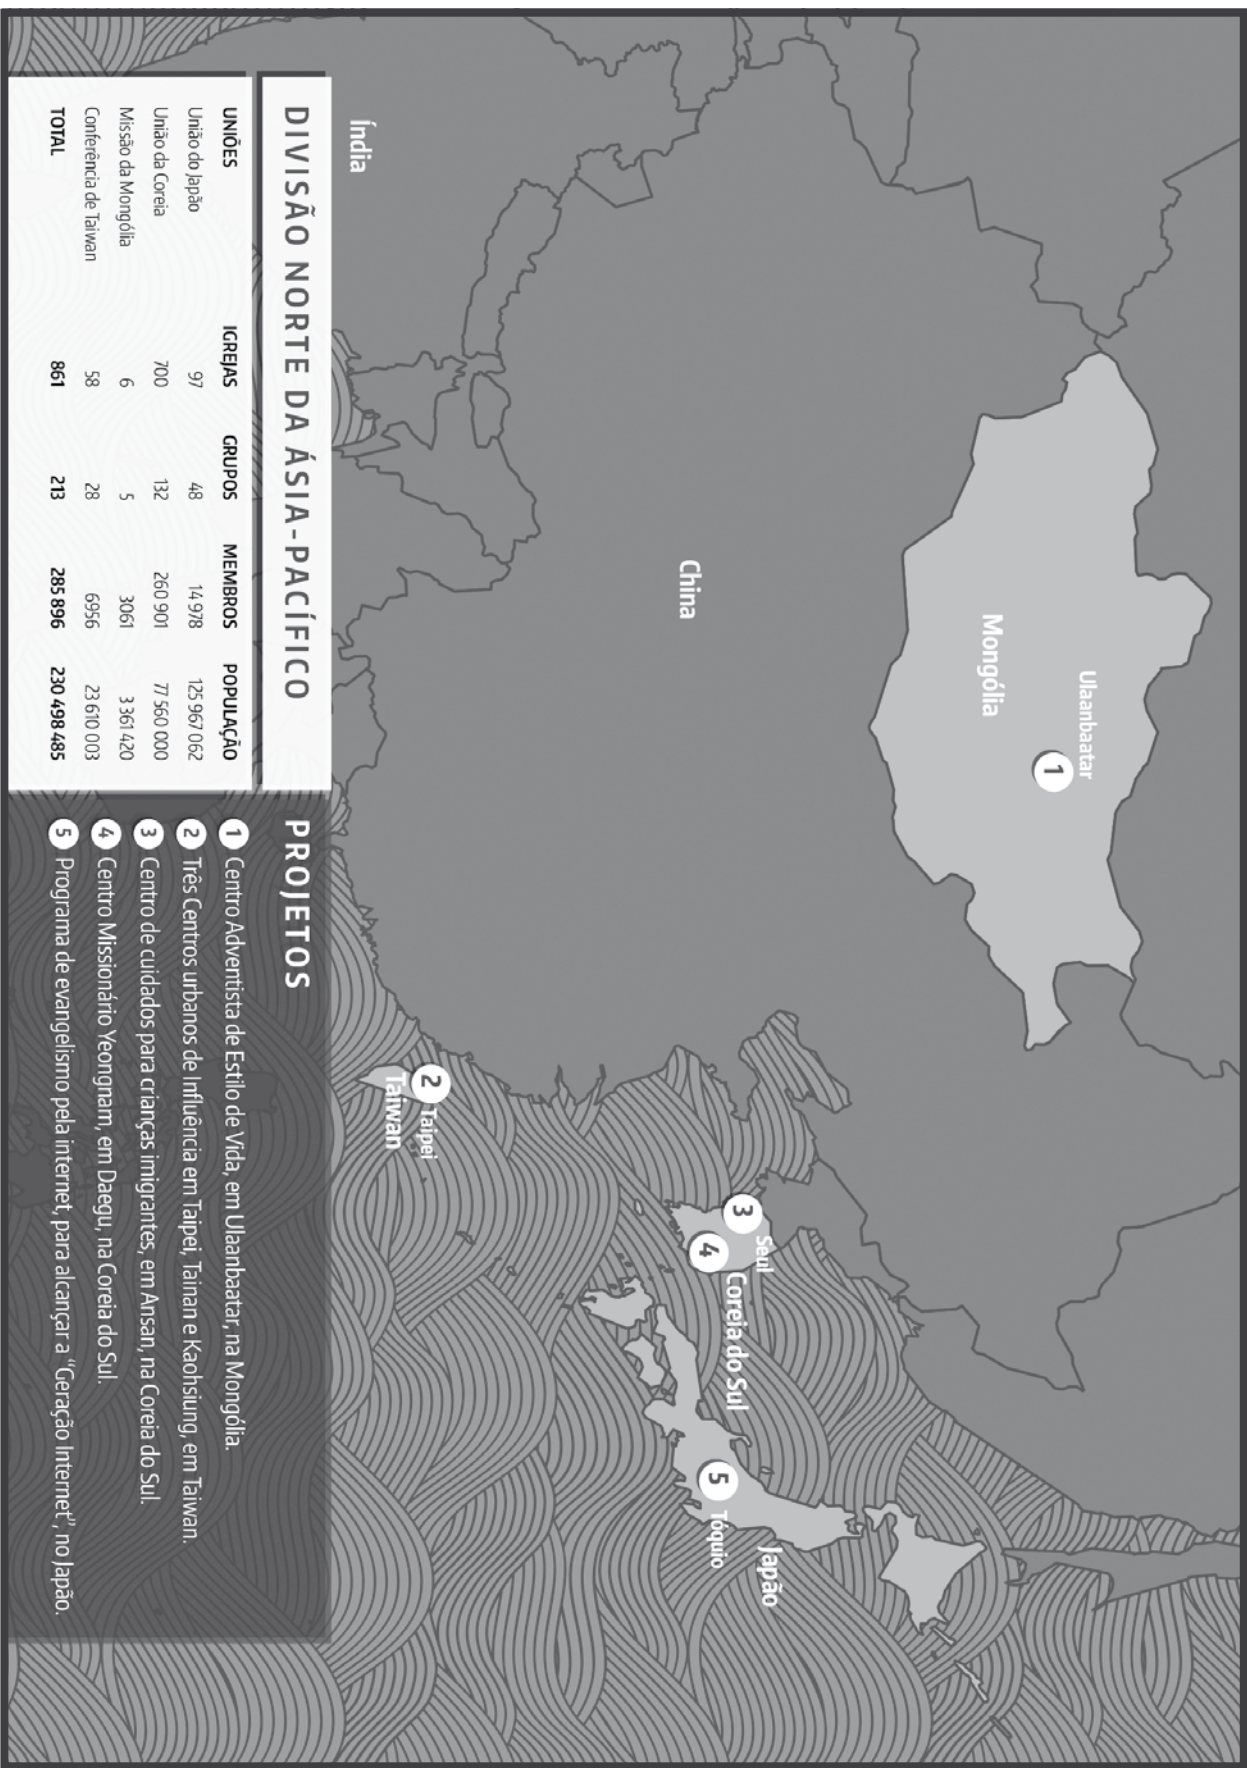 Ulaanbaatar
1
Mongólia
Japão
Seul
3
Coreia do Sul
5
Tóquio
4
China
2 Taipei
Taiwan
Índia
DIVISÃO NORTE DA ÁSIA-PACÍFICO
UNIÕES IGREJAS GRUPOS MEMBROS POPULAÇÃO
União do Japão 97 48 14 978 125 967 062
União da Coreia 700 132 260 901 77 560 000
Missão da Mongólia 6 5 3061 3 361 420
Conferência de Taiwan 58 28 6956 23 610 003
TOTAL 861 213 285 896 230 498 485
PROJETOS
1 Centro Adventista de Estilo de Vida, em Ulaanbaatar, na Mongólia.
2 Três Centros urbanos de Influência em Taipei, Tainan e Kaohsiung, em Taiwan.
3 Centro de cuidados para crianças imigrantes, em Ansan, na Coreia do Sul.
4 Centro Missionário Yeongnam, em Daegu, na Coreia do Sul.
5 Programa de evangelismo pela internet, para alcançar a “Geração Internet”, no Japão.